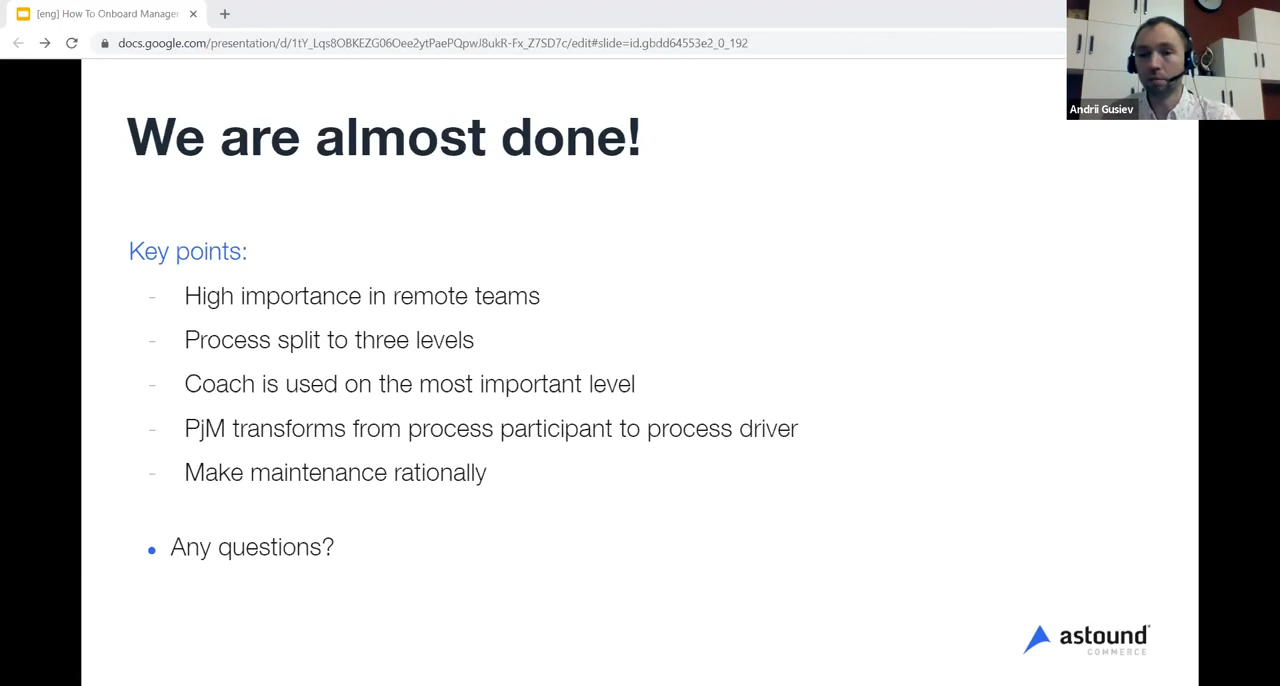 [eng] How To Onboard Manager
docs.google.com/presentation/d/1tY_Lqs8OBKEZG06Oee2ytPaePQpwJ8ukR-Fx_Z7SD7c/edit#slide=id.gbdd64553e2_0_192
Andrii Gusiev
We are almost done!
Key points:
- High importance in remote teams
- Process split to three levels
- Coach is used on the most important level
- PjM transforms from process participant to process driver
- Make maintenance rationally
• Any questions?
astound
COMMERCE